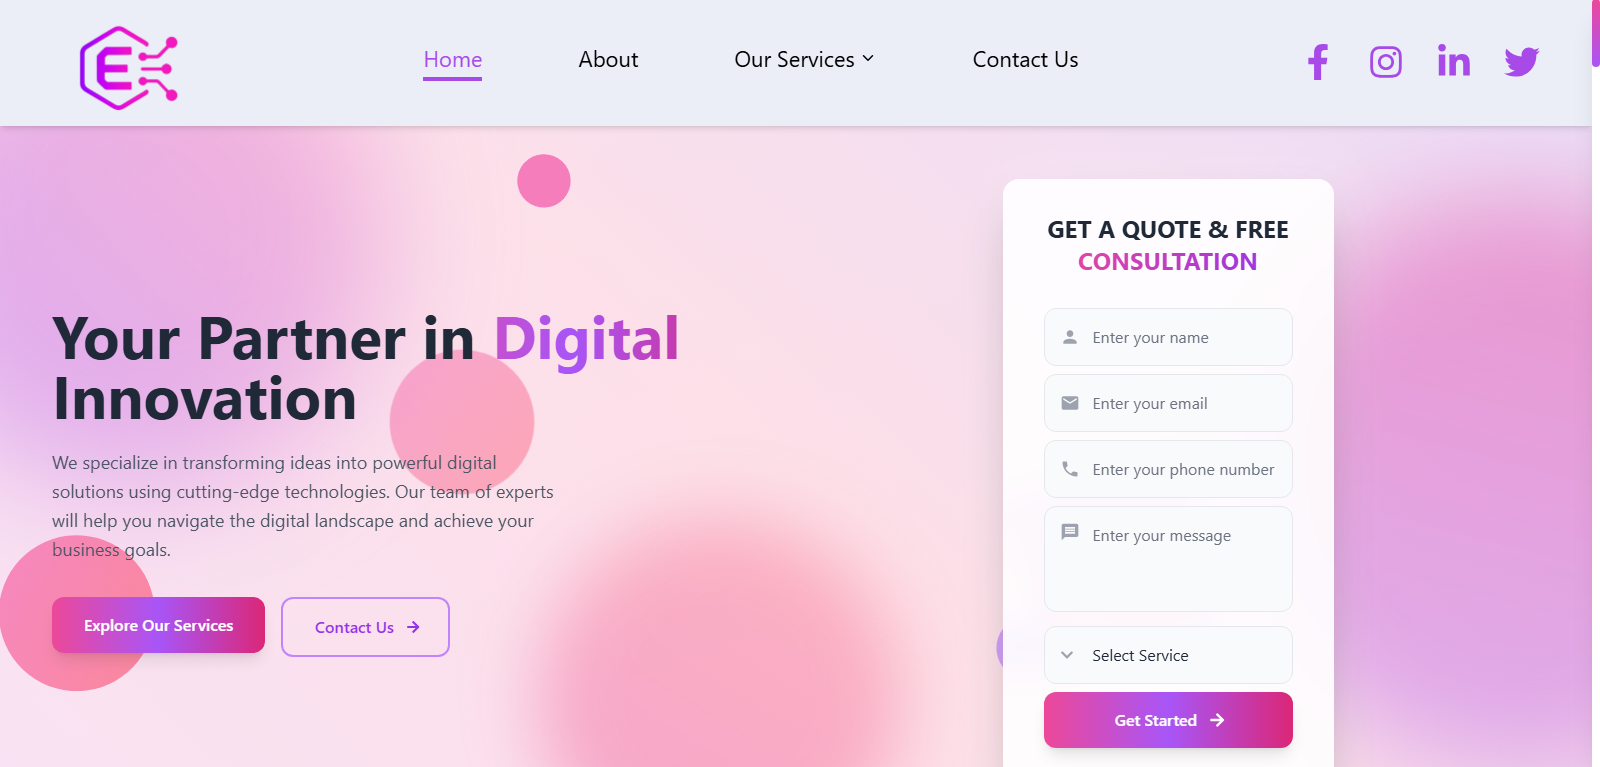 E
Home
About
Our Services
Contact Us
Your Partner in Digital
Innovation
We specialize in transforming ideas into powerful digital
solutions using cutting-edge technologies. Our team of experts
will help you navigate the digital landscape and achieve your
business goals.
Explore Our Services
Contact Us
GET A QUOTE & FREE
CONSULTATION
Enter your name
Enter your email
Enter your phone number
Enter your message
Select Service
Get Started